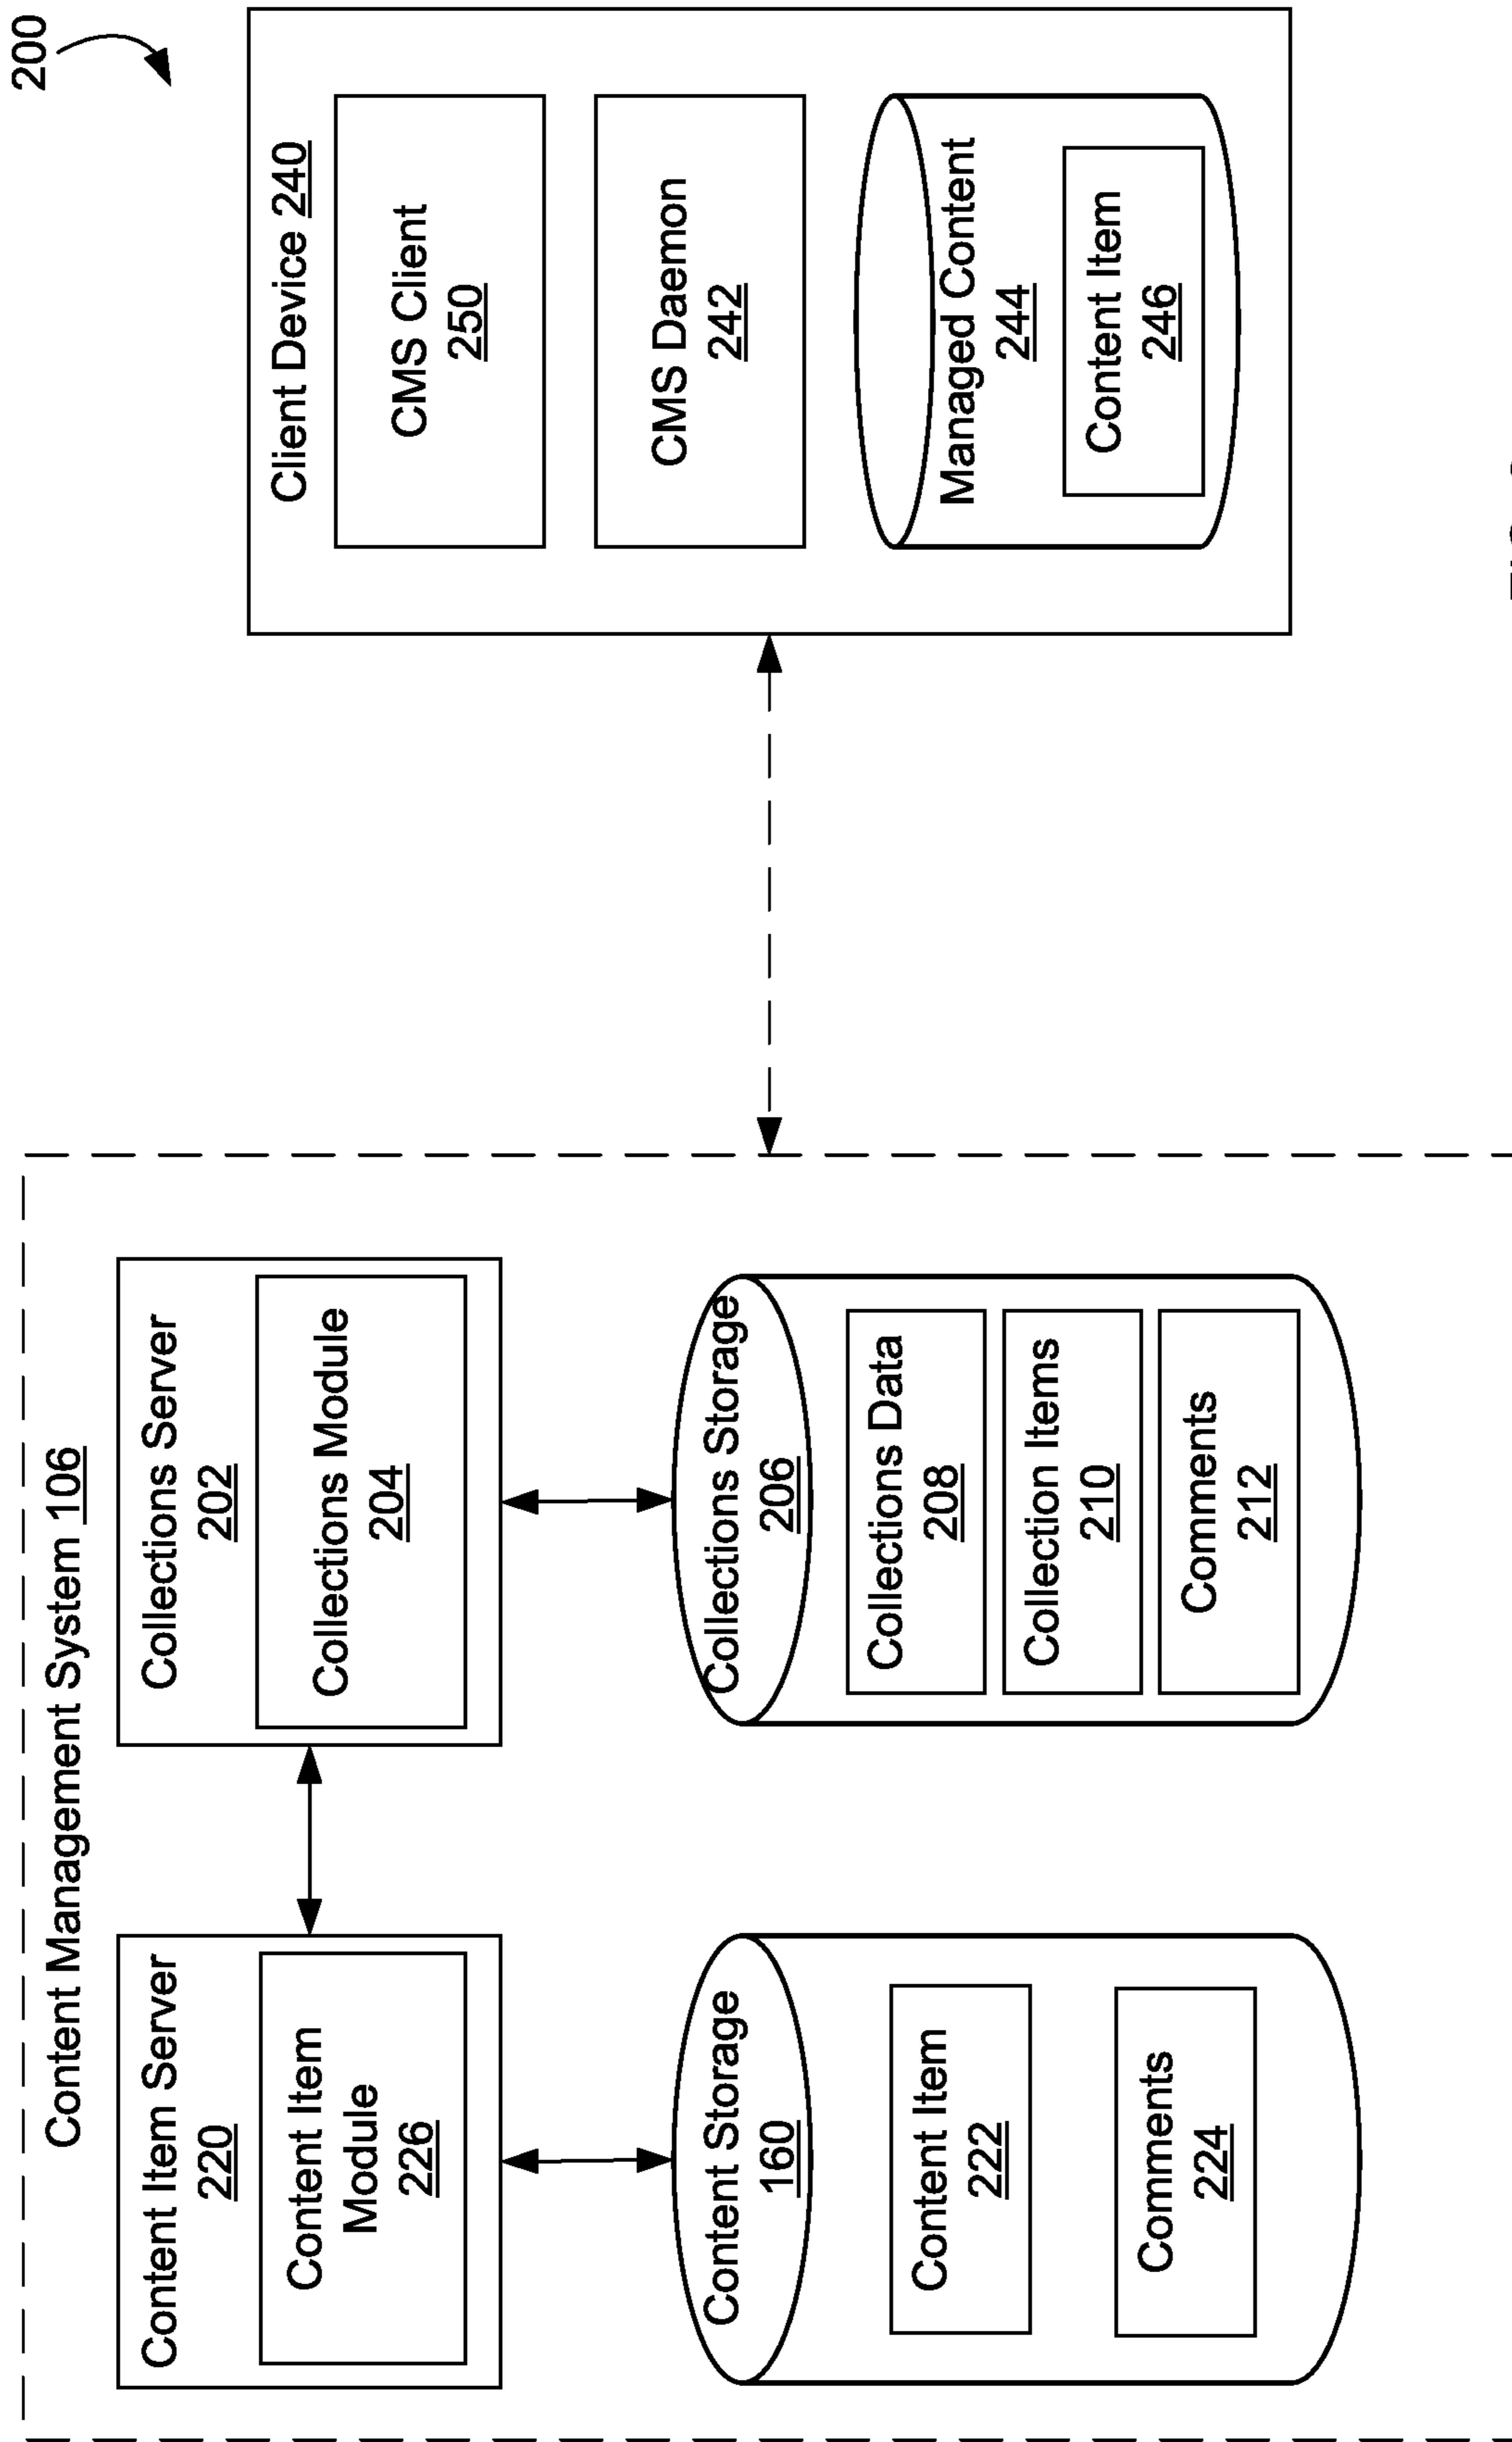 200
Content Management System 106
Content Item Server
220
Content Item
Module
226
Collections Server
202
Collections Module
204
Content Storage
160
Content Item
222
Comments
224
Collections Storage
206
Collections Data
208
Collection Items
210
Comments
212
Client Device 240
CMS Client
250
CMS Daemon
242
Managed Content
244
Content Item
246